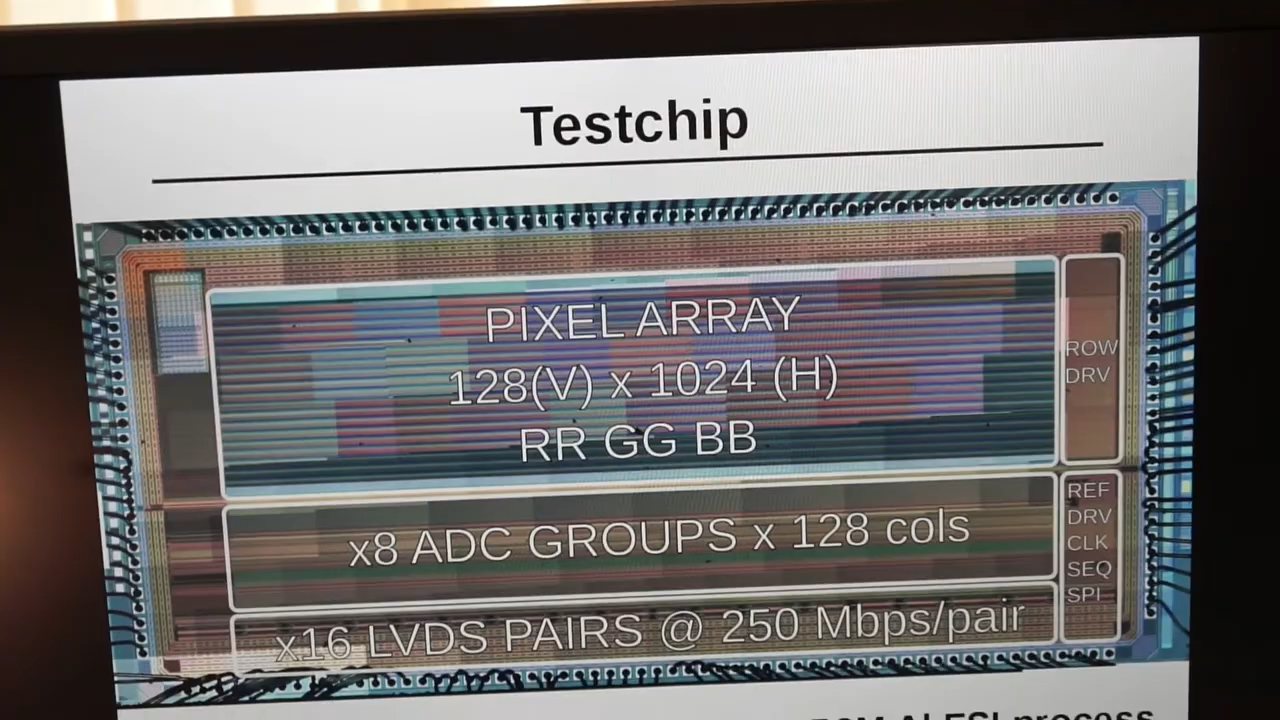 Testchip
PIXEL ARRAY
128(V) x 1024 (H)
RR GG BB
ROW
DRV
x8 ADC GROUPS x 128 cols
REF
DRV
CLK
SEQ
SPI
x16 LVDS PAIRS @ 250 Mbps/pair
process